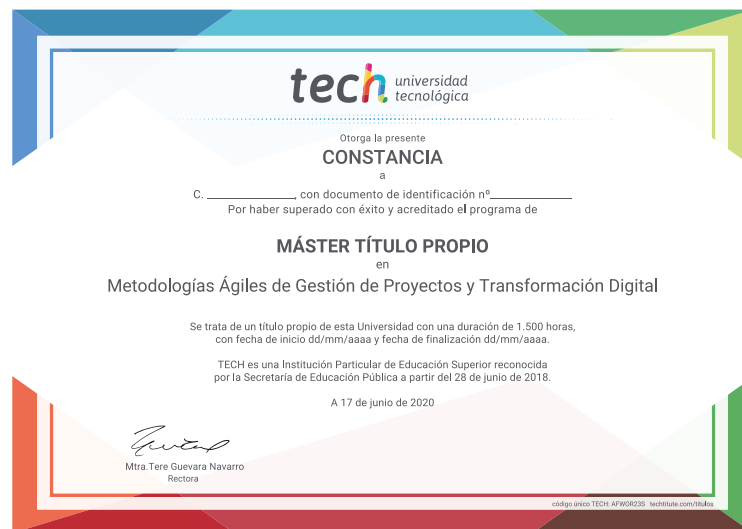 tech universidad
tecnológica
Otorga la presente
CONSTANCIA
a
C. ________________, con documento de identificación nº______________
Por haber superado con éxito y acreditado el programa de
MÁSTER TÍTULO PROPIO
en
Metodologías Ágiles de Gestión de Proyectos y Transformación Digital
Se trata de un título propio de esta Universidad con una duración de 1.500 horas,
con fecha de inicio dd/mm/aaaa y fecha de finalización dd/mm/aaaa.
TECH es una Institución Particular de Educación Superior reconocida
por la Secretaría de Educación Pública a partir del 28 de junio de 2018.
A 17 de junio de 2020
Mtra.Tere Guevara Navarro
Rectora
código único TECH: AFWOR23S techtitute.com/títulos